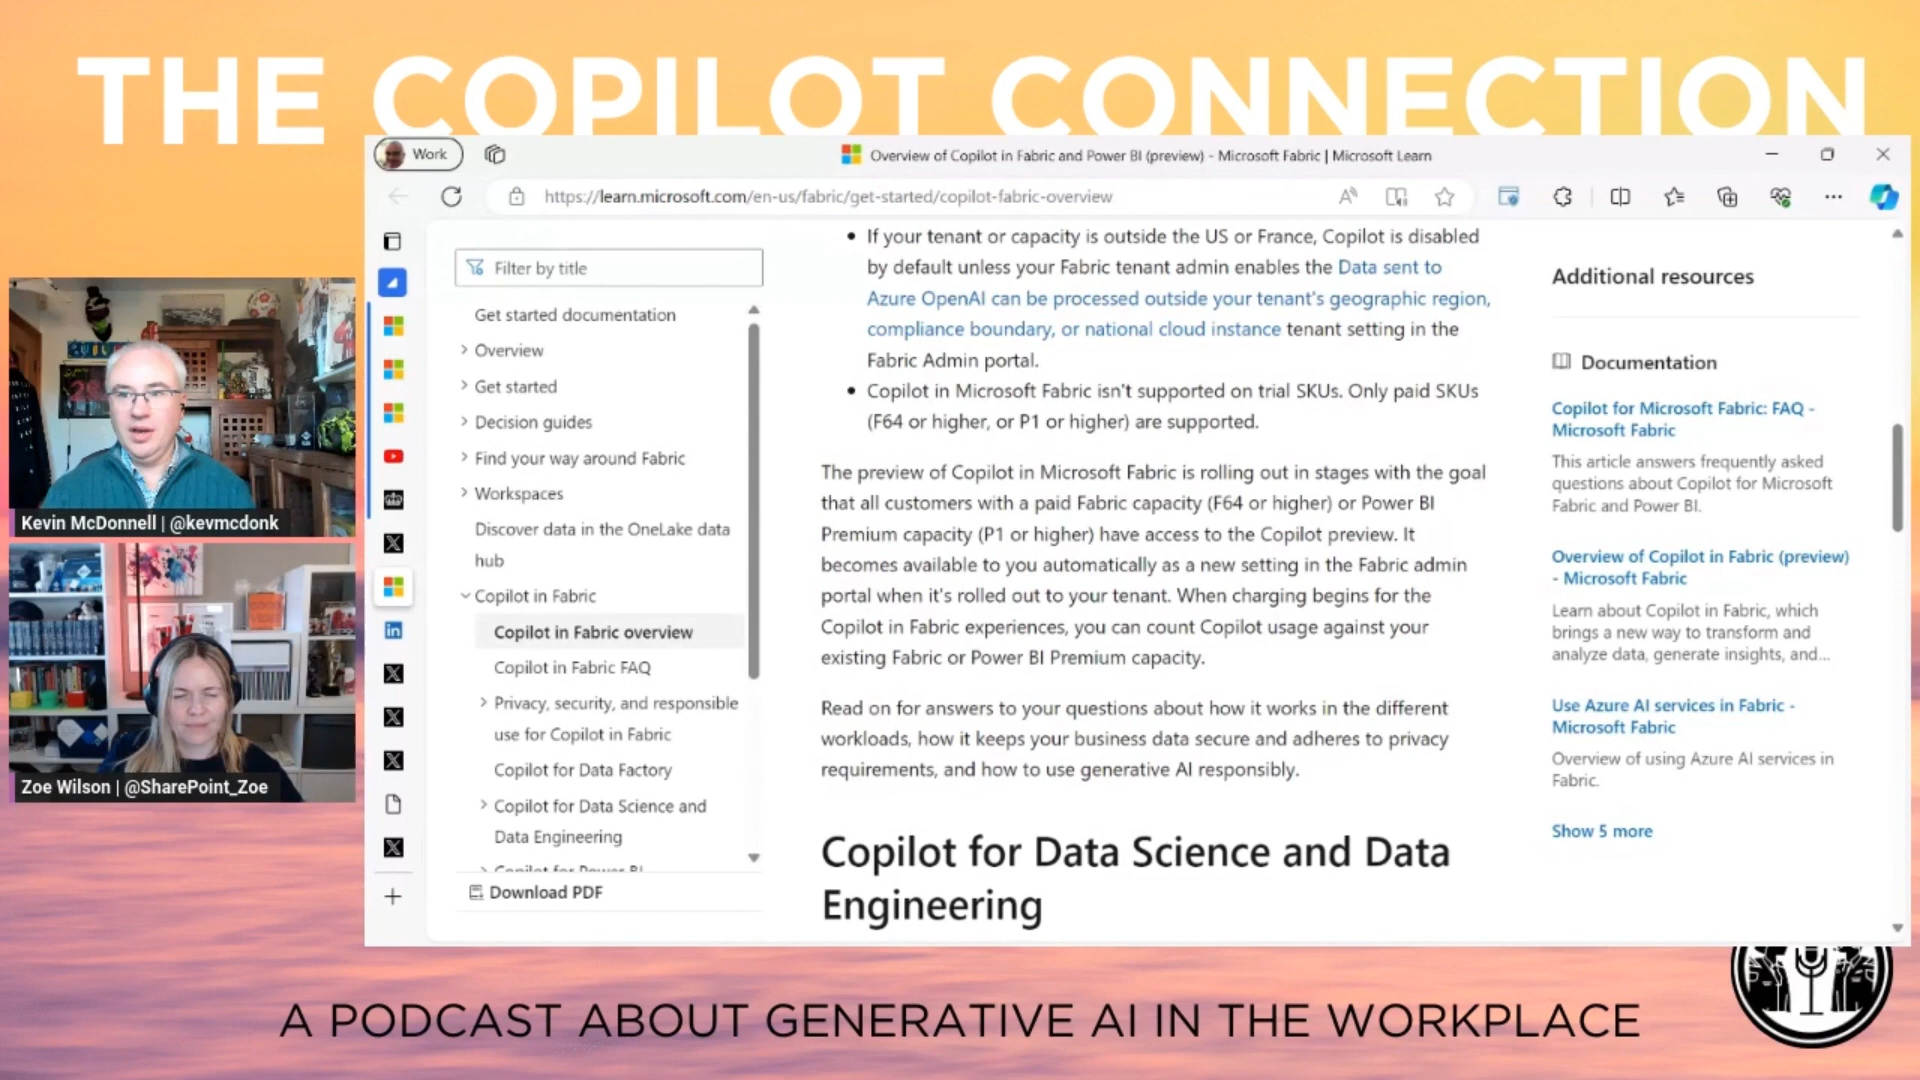 THE COPILOT CONNECTION
Work
Overview of Copilot in Fabric and Power BI (preview) - Microsoft Fabric | Microsoft Learn
https://learn.microsoft.com/en-us/fabric/get-started/copilot-fabric-overview
Filter by title
Get started documentation
Overview
Get started
Decision guides
Find your way around Fabric
Workspaces
Discover data in the OneLake data
hub
Copilot in Fabric
Copilot in Fabric overview
Copilot in Fabric FAQ
Privacy, security, and responsible
use for Copilot in Fabric
Copilot for Data Factory
Copilot for Data Science and
Data Engineering
Copilot for Power BI
Download PDF
If your tenant or capacity is outside the US or France, Copilot is disabled
by default unless your Fabric tenant admin enables the Data sent to
Azure OpenAI can be processed outside your tenant's geographic region,
compliance boundary, or national cloud instance tenant setting in the
Fabric Admin portal.
Copilot in Microsoft Fabric isn't supported on trial SKUs. Only paid SKUs
(F64 or higher, or P1 or higher) are supported.
The preview of Copilot in Microsoft Fabric is rolling out in stages with the goal
that all customers with a paid Fabric capacity (F64 or higher) or Power BI
Premium capacity (P1 or higher) have access to the Copilot preview. It
becomes available to you automatically as a new setting in the Fabric admin
portal when it's rolled out to your tenant. When charging begins for the
Copilot in Fabric experiences, you can count Copilot usage against your
existing Fabric or Power BI Premium capacity.
Read on for answers to your questions about how it works in the different
workloads, how it keeps your business data secure and adheres to privacy
requirements, and how to use generative AI responsibly.
Copilot for Data Science and Data
Engineering
Additional resources
Documentation
Copilot for Microsoft Fabric: FAQ -
Microsoft Fabric
This article answers frequently asked
questions about Copilot for Microsoft
Fabric and Power BI.
Overview of Copilot in Fabric (preview)
- Microsoft Fabric
Learn about Copilot in Fabric, which
brings a new way to transform and
analyze data, generate insights, and...
Use Azure AI services in Fabric -
Microsoft Fabric
Overview of using Azure AI services in
Fabric.
Show 5 more
Kevin McDonnell | @kevmcdonk
Zoe Wilson | @SharePoint_Zoe
A PODCAST ABOUT GENERATIVE AI IN THE WORKPLACE